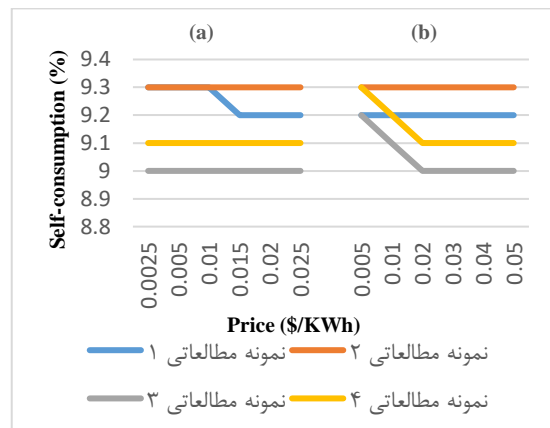 (a) (b)
Self-consumption (%)
9.4
9.3
9.2
9.1
9
8.9
8.8
0.0025 0.005 0.01 0.015 0.02 0.025 0.005 0.01 0.02 0.03 0.04 0.05
Price ($/KWh)
نمونه مطالعاتی ۱ نمونه مطالعاتی ۲
نمونه مطالعاتی ۳ نمونه مطالعاتی ۴